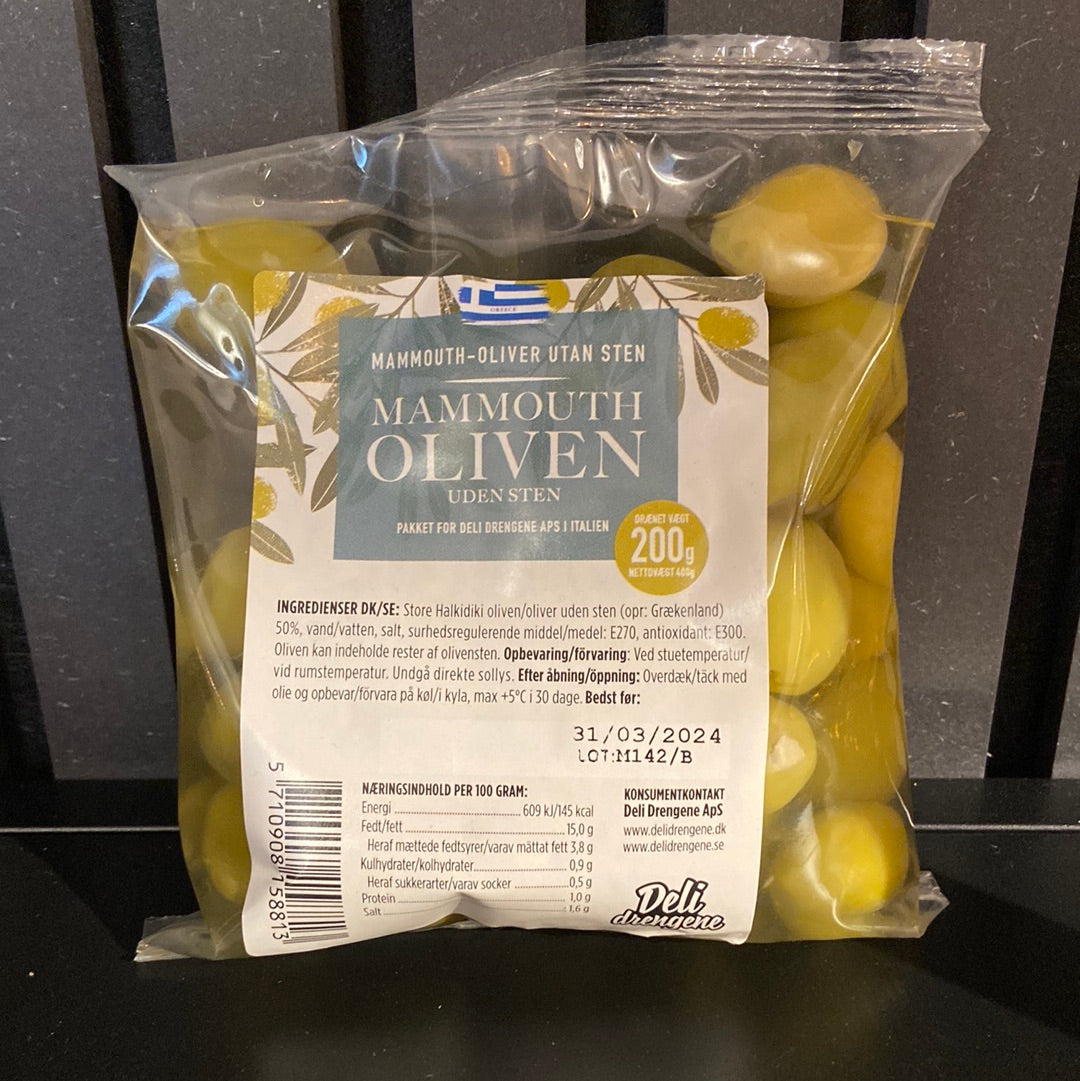 GREECE
MAMMOUTH-OLIVER UTAN STEN
MAMMOUTH
OLIVEN
UDEN STEN
PAKKET FOR DELI DRENGENE APS I ITALIEN
DRÆNET VÆGT
200g
NETTOVÆGT 400g
INGREDIENSER DK/SE: Store Halkidiki oliven/oliver uden sten (opr: Grækenland)
50%, vand/vatten, salt, surhedsregulerende middel/medel: E270, antioxidant: E300.
Oliven kan indeholde rester af olivensten. Opbevaring/förvaring: Ved stuetemperatur/
vid rumstemperatur. Undgå direkte sollys. Efter åbning/öppning: Overdæk/täck med
olie og opbevar/förvara på køl/i kyla, max +5°C i 30 dage. Bedst før:
31/03/2024
LOT:M142/B
NÆRINGSINDHOLD PER 100 GRAM:
Energi ........ 609 kJ/145 kcal
Fedt/fett ........ 15,0 g
Heraf mættede fedtsyrer/varav mättat fett 3,8 g
Kulhydrater/kolhydrater ........ 0,9 g
Heraf sukkerarter/varav socker ........ 0,5 g
Protein ........ 1,0 g
Salt ........ 1,6 g
KONSUMENTKONTAKT
Deli Drengene ApS
www.delidrengene.dk
www.delidrengene.se
Deli
drengene
5 710908 158813